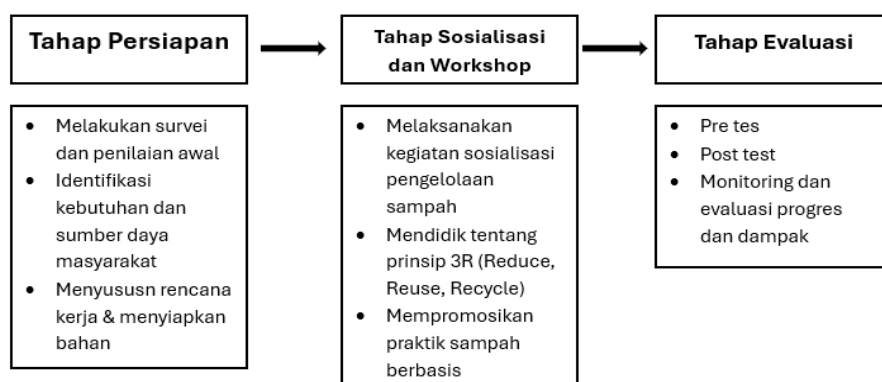 Tahap Persiapan
Tahap Sosialisasi
dan Workshop
Tahap Evaluasi
• Melakukan survei
dan penilaian awal
• Identifikasi
kebutuhan dan
sumber daya
masyarakat
• Menyususn rencana
kerja & menyiapkan
bahan
• Melaksanakan
kegiatan sosialisasi
pengelolaan
sampah
• Mendidik tentang
prinsip 3R (Reduce,
Reuse, Recycle)
• Mempromosikan
praktik sampah
berbasis
• Pre tes
• Post test
• Monitoring dan
evaluasi progres
dan dampak